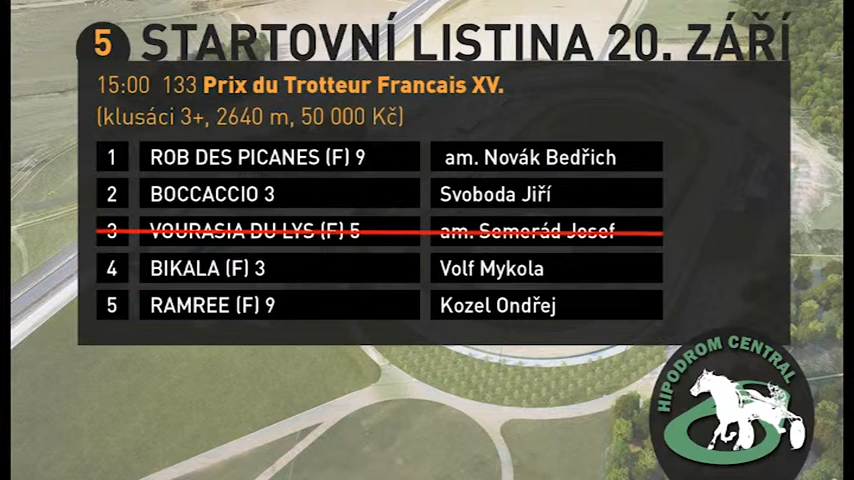 5 STARTOVNÍ LISTINA 20. ZÁŘÍ
15:00 133 Prix du Trotteur Francais XV.
(klusáci 3+, 2640 m, 50 000 Kč)
1 ROB DES PICANES (F) 9 am. Novák Bedřich
2 BOCCACCIO 3 Svoboda Jiří
3 VOURASIA DU LYS (F) 5 am. Semerád Josef
4 BIKALA (F) 3 Volf Mykola
5 RAMREE (F) 9 Kozel Ondřej
HIPODROM CENTRAL